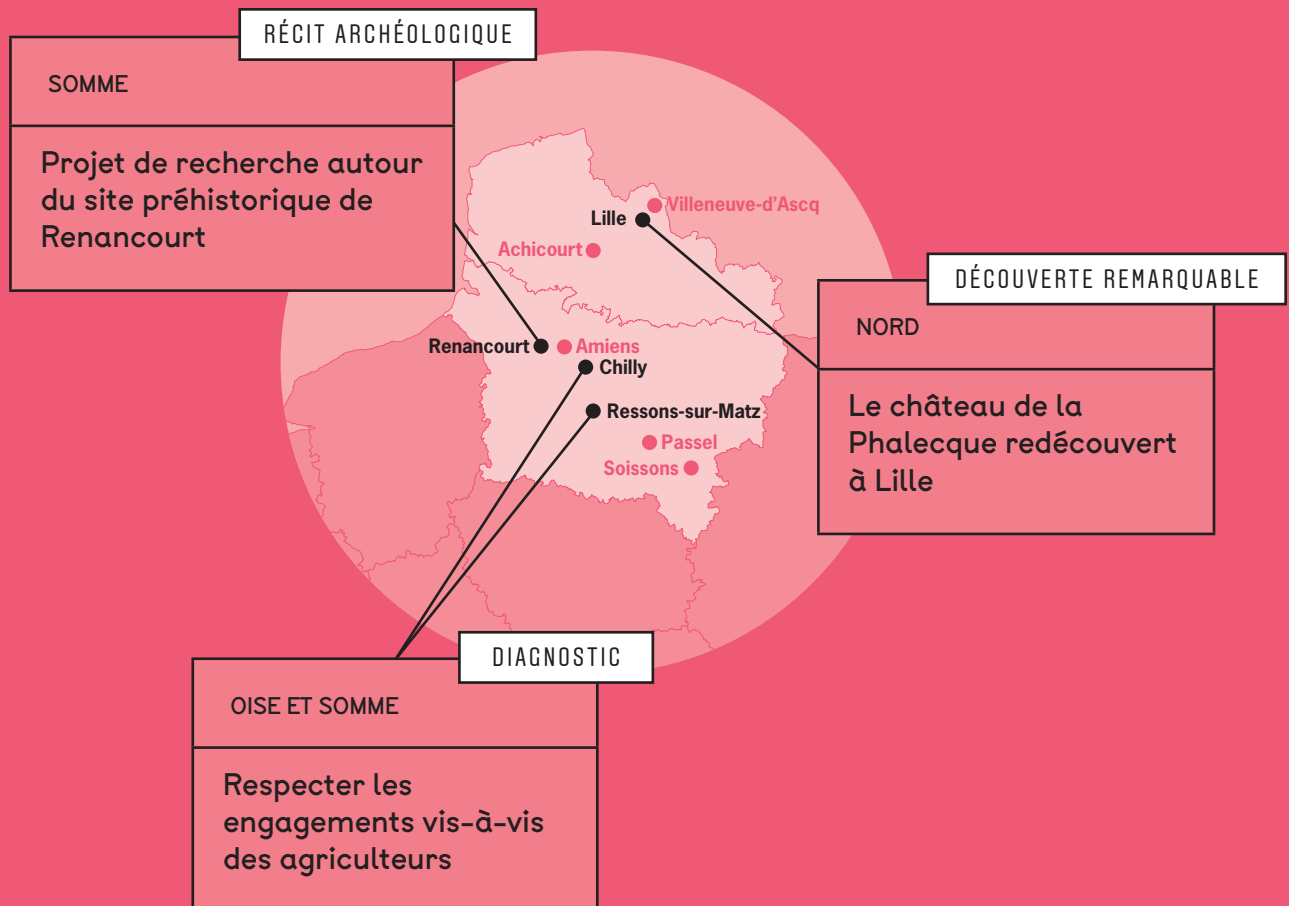 RÉCIT ARCHÉOLOGIQUE
SOMME
Projet de recherche autour
du site préhistorique de
Renancourt
Villeneuve-d'Ascq
Lille
Achicourt
DÉCOUVERTE REMARQUABLE
NORD
Le château de la
Phalecque redécouvert
à Lille
Renancourt
Amiens
Chilly
Ressons-sur-Matz
Passel
Soissons
DIAGNOSTIC
OISE ET SOMME
Respecter les
engagements vis-à-vis
des agriculteurs